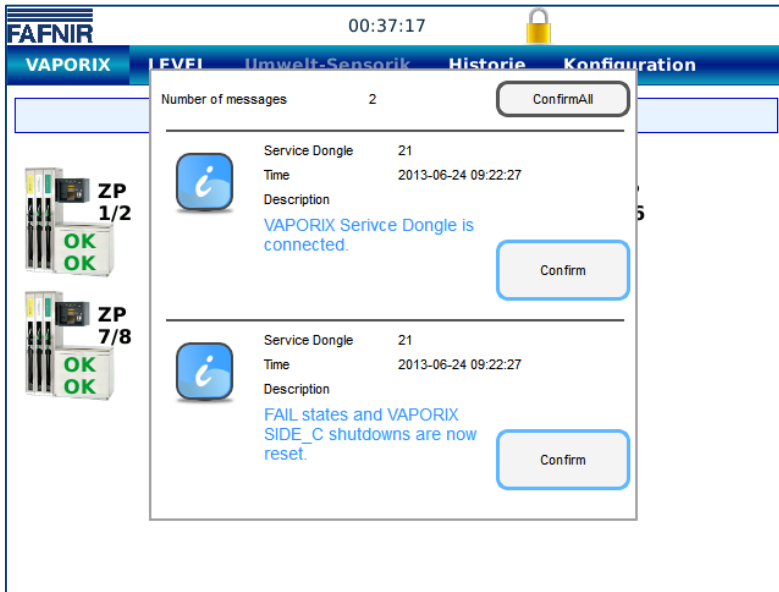 FAFNIR
00:37:17
VAPORIX LEVEL Umwelt-Sensorik Historie Konfiguration
Number of messages 2 ConfirmAll
Service Dongle 21
Time 2013-06-24 09:22:27
Description
VAPORIX Serivce Dongle is
connected.
Confirm
Service Dongle 21
Time 2013-06-24 09:22:27
Description
FAIL states and VAPORIX
SIDE_C shutdowns are now
reset.
Confirm
ZP
1/2
OK
OK
ZP
7/8
OK
OK